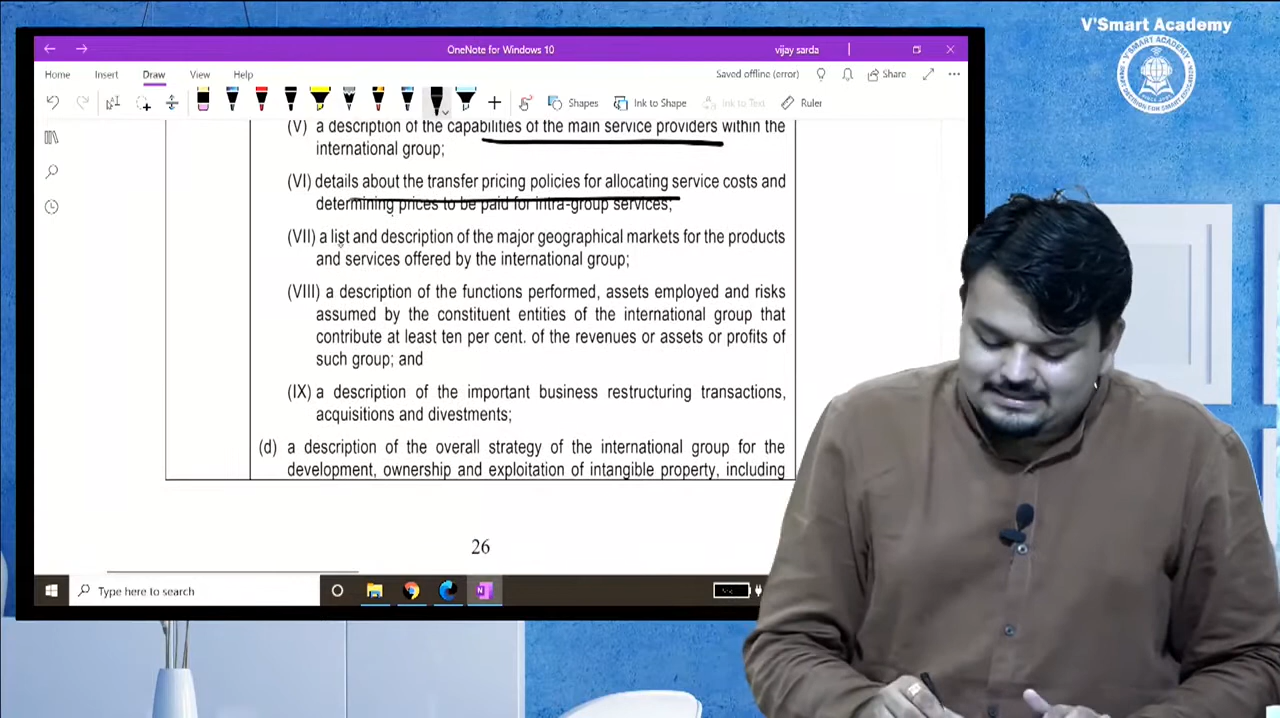 V'Smart Academy
OneNote for Windows 10
vijay sarda
Home Insert Draw View Help
Saved offline (error)
Share
Shapes
Ink to Shape
Ink to Text
Ruler
(V) a description of the capabilities of the main service providers within the
international group;
(VI) details about the transfer pricing policies for allocating service costs and
determining prices to be paid for intra-group services;
(VII) a list and description of the major geographical markets for the products
and services offered by the international group;
(VIII) a description of the functions performed, assets employed and risks
assumed by the constituent entities of the international group that
contribute at least ten per cent. of the revenues or assets or profits of
such group; and
(IX) a description of the important business restructuring transactions,
acquisitions and divestments;
(d) a description of the overall strategy of the international group for the
development, ownership and exploitation of intangible property, including
26
Type here to search